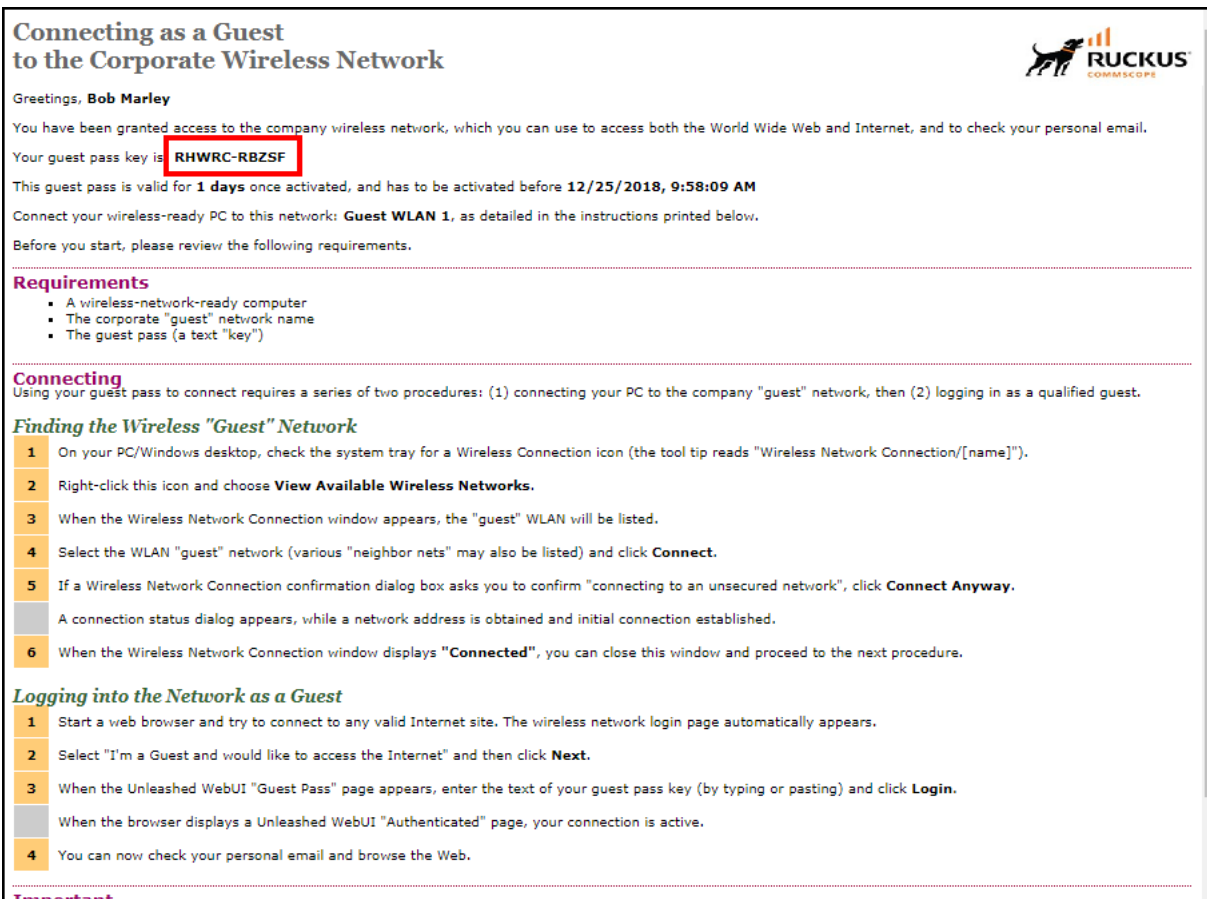 Connecting as a Guest
to the Corporate Wireless Network
RUCKUS
COMMSCOPE
Greetings, Bob Marley
You have been granted access to the company wireless network, which you can use to access both the World Wide Web and Internet, and to check your personal email.
Your guest pass key is RHWRC-RBZSF
This guest pass is valid for 1 days once activated, and has to be activated before 12/25/2018, 9:58:09 AM
Connect your wireless-ready PC to this network: Guest WLAN 1, as detailed in the instructions printed below.
Before you start, please review the following requirements.
Requirements
▪ A wireless-network-ready computer
▪ The corporate "guest" network name
▪ The guest pass (a text "key")
Connecting
Using your guest pass to connect requires a series of two procedures: (1) connecting your PC to the company "guest" network, then (2) logging in as a qualified guest.
Finding the Wireless "Guest" Network
1 On your PC/Windows desktop, check the system tray for a Wireless Connection icon (the tool tip reads "Wireless Network Connection/[name]").
2 Right-click this icon and choose View Available Wireless Networks.
3 When the Wireless Network Connection window appears, the "guest" WLAN will be listed.
4 Select the WLAN "guest" network (various "neighbor nets" may also be listed) and click Connect.
5 If a Wireless Network Connection confirmation dialog box asks you to confirm "connecting to an unsecured network", click Connect Anyway.
A connection status dialog appears, while a network address is obtained and initial connection established.
6 When the Wireless Network Connection window displays "Connected", you can close this window and proceed to the next procedure.
Logging into the Network as a Guest
1 Start a web browser and try to connect to any valid Internet site. The wireless network login page automatically appears.
2 Select "I'm a Guest and would like to access the Internet" and then click Next.
3 When the Unleashed WebUI "Guest Pass" page appears, enter the text of your guest pass key (by typing or pasting) and click Login.
When the browser displays a Unleashed WebUI "Authenticated" page, your connection is active.
4 You can now check your personal email and browse the Web.
Important